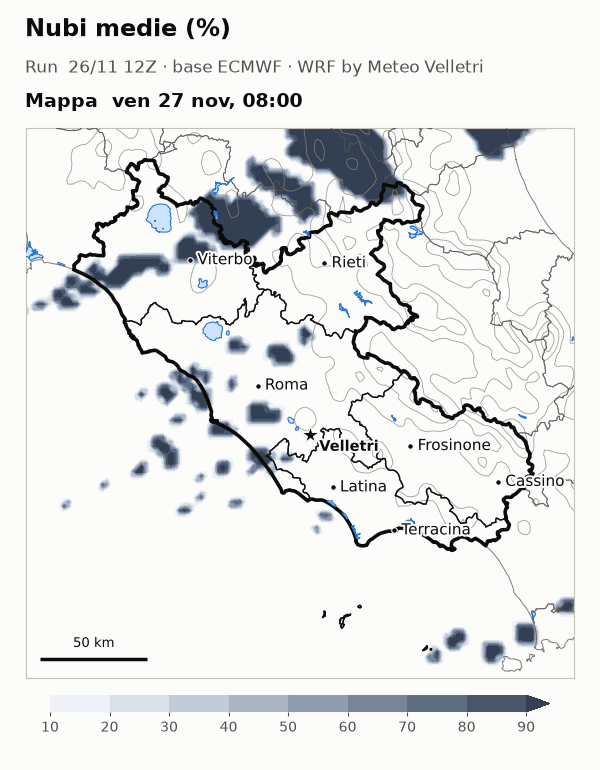 Nubi medie (%)
Run  26/11 12Z · base ECMWF · WRF by Meteo Velletri
Mappa  ven 27 nov, 08:00
Viterbo
Rieti
Roma
Velletri
Frosinone
Cassino
Latina
Terracina
50 km
10 20 30 40 50 60 70 80 90